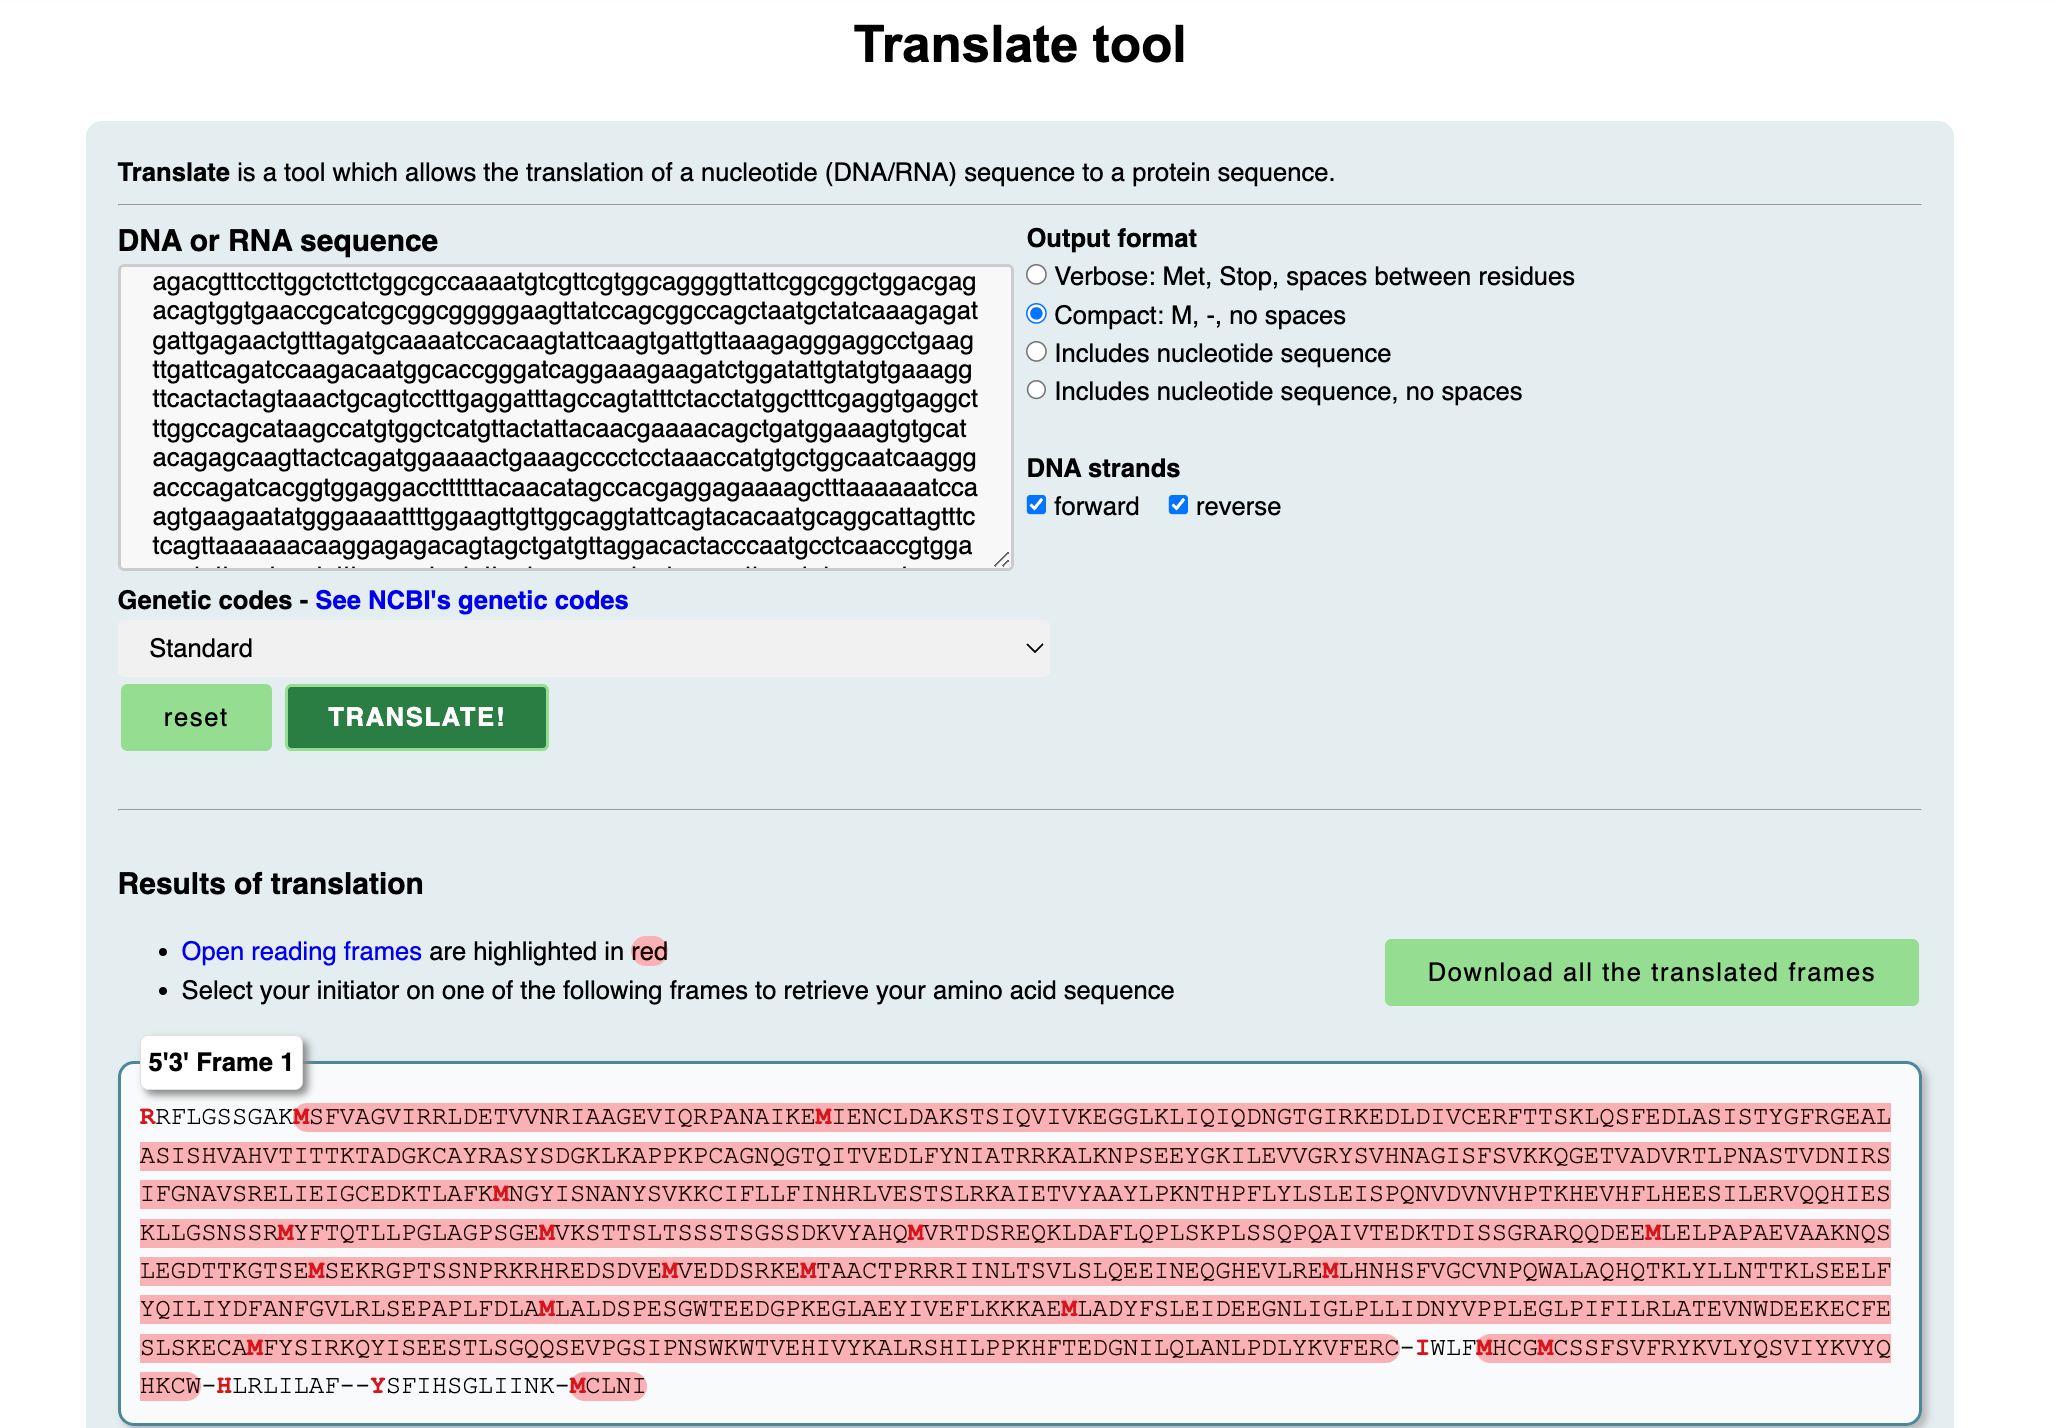 Translate tool
Translate is a tool which allows the translation of a nucleotide (DNA/RNA) sequence to a protein sequence.
DNA or RNA sequence
agacgtttccttggctcttctggcgccaaaatgtcgttcgtggcaggggttattcggcggctggacgag
acagtggtgaaccgcatcgcggcgggggaagttatccagcggccagctaatgctatcaaagagat
gattgagaactgtttagatgcaaaatccacaagtattcaagtgattgttaaagagggaggcctgaag
ttgattcagatccaagacaatggcaccgggatcaggaaagaagatctggatattgtatgtgaaagg
ttcactactagtaaactgcagtcctttgaggatttagccagtatttctacctatggctttcgaggtgaggct
ttggccagcataagccatgtggctcatgttactattacaacgaaaacagctgatggaaagtgtgcat
acagagcaagttactcagatggaaaactgaaagcccctcctaaaccatgtgctggcaatcaaggg
acccagatcacggtggaggaccttttttacaacatagccacgaggagaaaagctttaaaaaatcca
agtgaagaatatgggaaaattttggaagttgttggcaggtattcagtacacaatgcaggcattagtttc
tcagttaaaaaacaaggagagacagtagctgatgttaggacactacccaatgcctcaaccgtgga
Output format
Verbose: Met, Stop, spaces between residues
Compact: M, -, no spaces
Includes nucleotide sequence
Includes nucleotide sequence, no spaces
DNA strands
forward reverse
Genetic codes - See NCBI's genetic codes
Standard
reset TRANSLATE!
Results of translation
Open reading frames are highlighted in red
Select your initiator on one of the following frames to retrieve your amino acid sequence
Download all the translated frames
5'3' Frame 1
RRFLGSSGAKMSFVAGVIRRLDETVVNRIAAGEVIQRPANAIKEMIENCLDAKSTSIQVIVKEGGLKLIQIQDNGTGIRKEDLDIVCERFTTSKLQSFEDLASISTYGFRGEAL
ASISHVAHVTITTKTADGKCAYRASYSDGKLKAPPKPCAGNQGTQITVEDLFYNIATRRKALKNPSEEYGKILEVVGRYSVHNAGISFSVKKQGETVADVRTLPNASTVDNIRS
IFGNAVSRELIEIGCEDKTLAFKMNGYISNANYSVKKCIFLLFINHRLVESTSLRKAIETVYAAYLPKNTHPFLYLSLEISPQNVDVNVHPTKHEVHFLHEESILERVQQHIES
KLLGSNSSRMYFTQTLLPGLAGPSGEMVKSTTSLTSSSTSGSSDKVYAHQMVRTDSREQKLDAFLQPLSKPLSSQPQAIVTEDKTDISSGRARQQDEEMLELPAPAEVAAKNQS
LEGDTTKGTSEMSEKRGPTSSNPRKRHREDSDVEMVEDDSRKEMTAACTPRRRIINLTSVLSLQEEINEQGHEVLREMLHNHSFVGCVNPQWALAQHQTKLYLLNTTKLSEELF
YQILIYDFANFGVLRLSEPAPLFDLAMLALDSPESGWTEEDGPKEGLAEYIVEFLKKKAEMLADYFSLEIDEEGNLIGLPLLIDNYVPPLEGLPIFILRLATEVNWDEEKECFE
SLSKECAMFYSIRKQYISEESTLSGQQSEVPGSIPNSWKWTVEHIVYKALRSHILPPKHFTEDGNILQLANLPDLYKVFERC-IWLFMHCGMCSSFSVFRYKVLYQSVIYKVYQ
HKCW-HLRLILAF--YSFIHSGLIINK-MCLNI